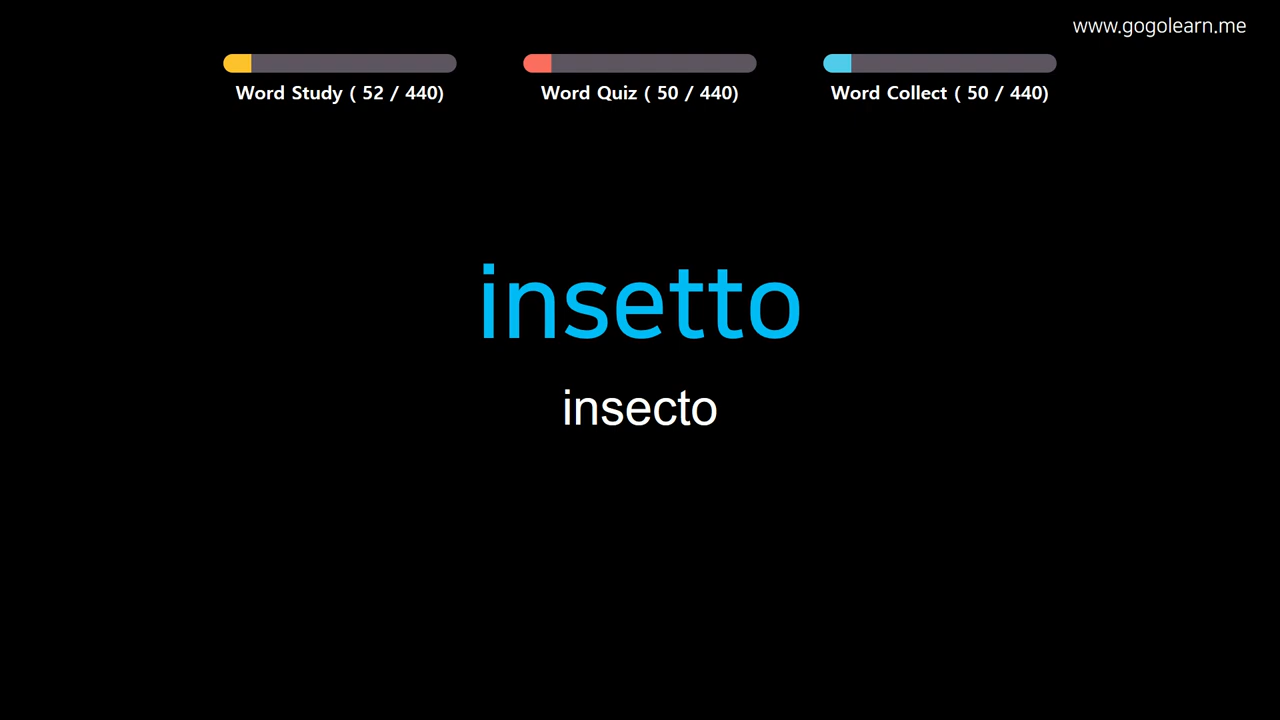 www.gogolearn.me
Word Study ( 52 / 440)
Word Quiz ( 50 / 440)
Word Collect ( 50 / 440)
insetto
insecto